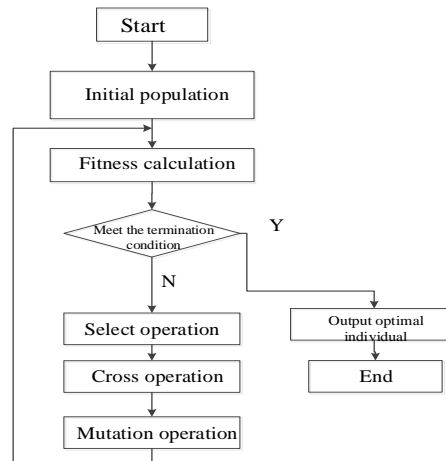 Start
Initial population
Fitness calculation
Meet the termination
condition
Y
N
Select operation
Output optimal
individual
Cross operation
End
Mutation operation